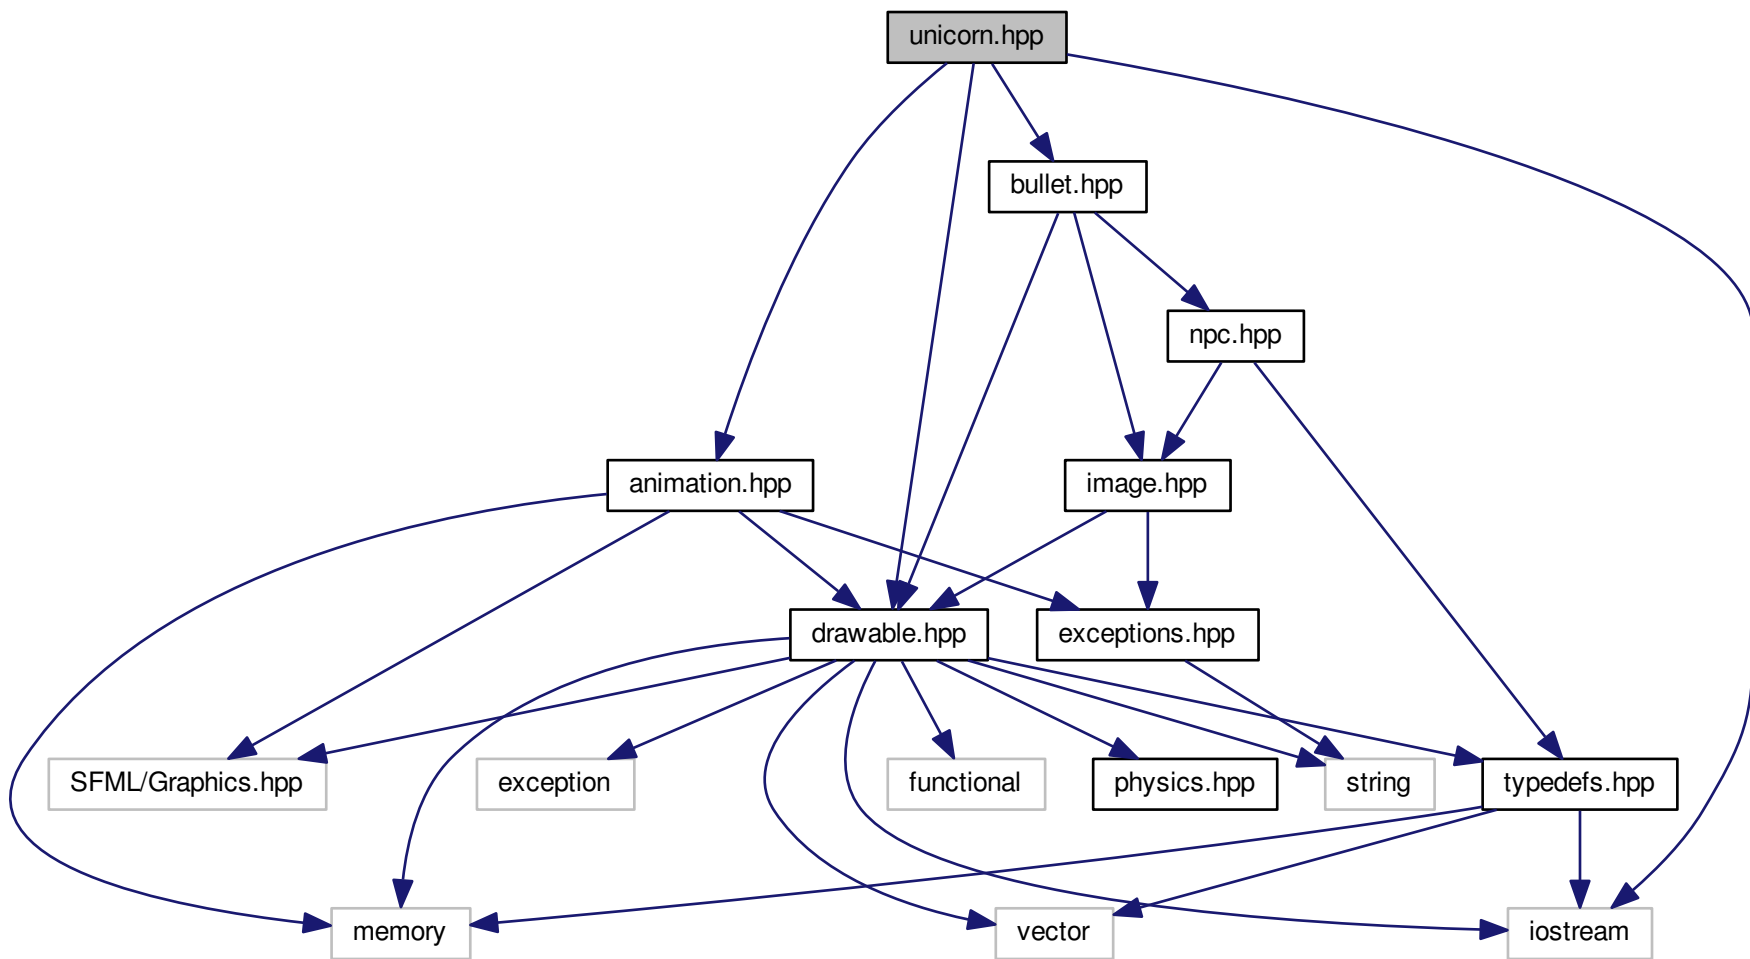 unicorn.hpp
bullet.hpp
npc.hpp
animation.hpp
image.hpp
drawable.hpp
exceptions.hpp
SFML/Graphics.hpp
exception
functional
physics.hpp
string
typedefs.hpp
memory
vector
iostream